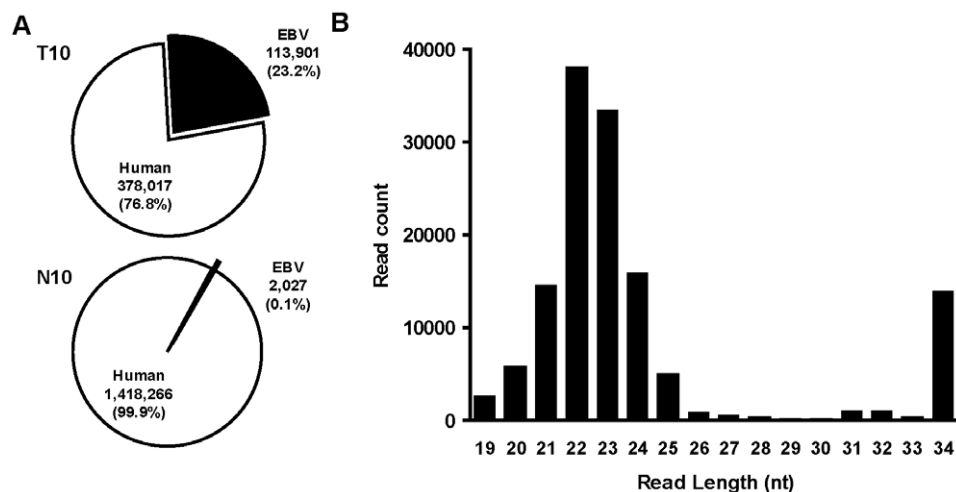 A
T10
EBV
113,901
(23.2%)
Human
378,017
(76.8%)
N10
EBV
2,027
(0.1%)
Human
1,418,266
(99.9%)
B
Read count
40000
30000
20000
10000
0
19 20 21 22 23 24 25 26 27 28 29 30 31 32 33 34
Read Length (nt)